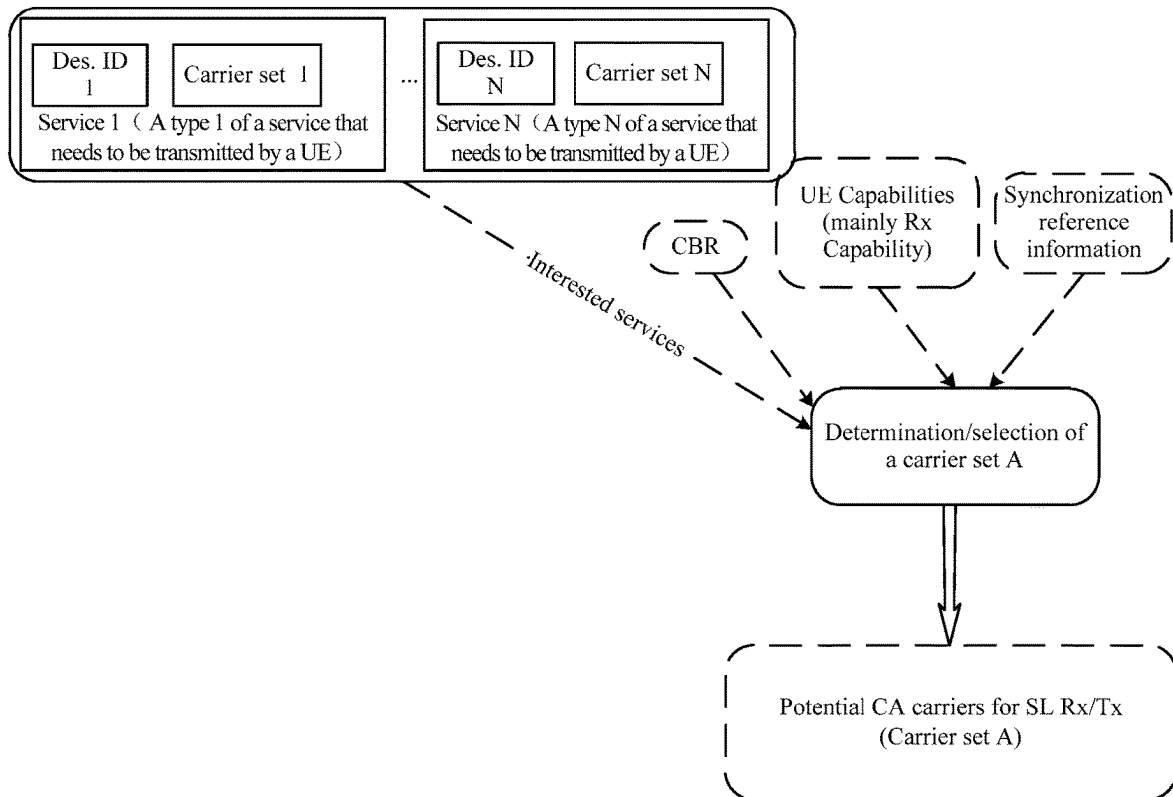 Des. ID
1
Carrier set 1
Service 1 ( A type 1 of a service that
needs to be transmitted by a UE)
...
Des. ID
N
Carrier set N
Service N (A type N of a service that
needs to be transmitted by a UE)
Interested services
CBR
UE Capabilities
(mainly Rx
Capability)
Synchronization
reference
information
Determination/selection of
a carrier set A
Potential CA carriers for SL Rx/Tx
(Carrier set A)